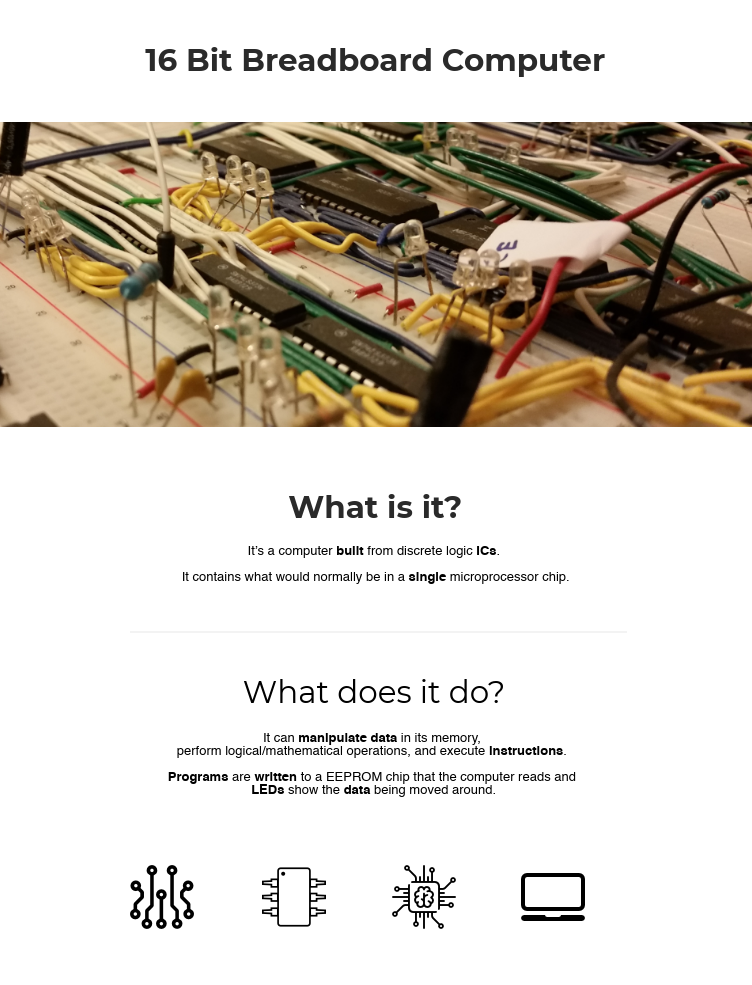 16 Bit Breadboard Computer
What is it?
It's a computer built from discrete logic ICs.
It contains what would normally be in a single microprocessor chip.
What does it do?
It can manipulate data in its memory,
perform logical/mathematical operations, and execute instructions.
Programs are written to a EEPROM chip that the computer reads and
LEDs show the data being moved around.